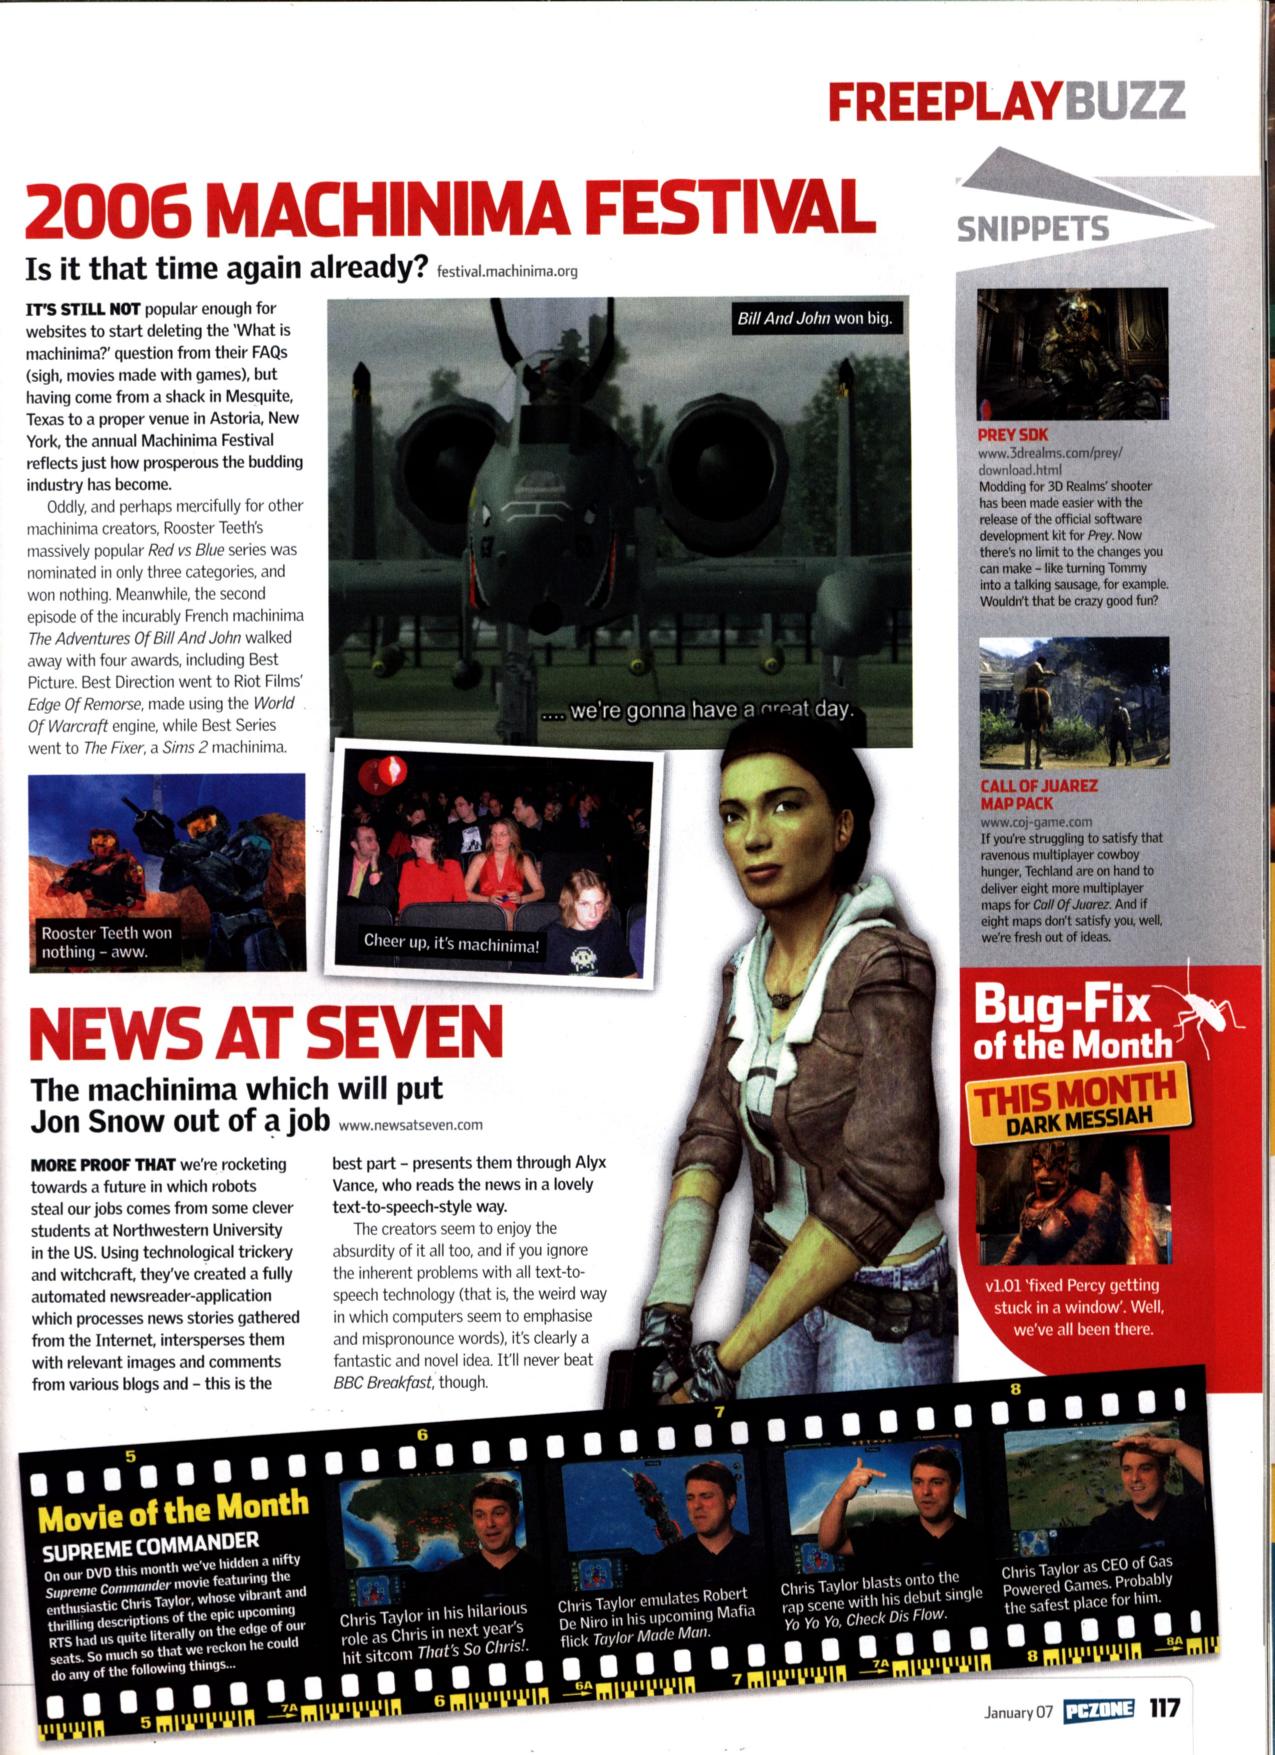 FREEPLAYBUZZ
2006 MACHINIMA FESTIVAL
Is it that time again already? festival.machinima.org
IT'S STILL NOT popular enough for
websites to start deleting the 'What is
machinima?' question from their FAQs
(sigh, movies made with games), but
having come from a shack in Mesquite,
Texas to a proper venue in Astoria, New
York, the annual Machinima Festival
reflects just how prosperous the budding
industry has become.
Oddly, and perhaps mercifully for other
machinima creators, Rooster Teeth's
massively popular Red vs Blue series was
nominated in only three categories, and
won nothing. Meanwhile, the second
episode of the incurably French machinima
The Adventures Of Bill And John walked
away with four awards, including Best
Picture. Best Direction went to Riot Films'
Edge Of Remorse, made using the World
Of Warcraft engine, while Best Series
went to The Fixer, a Sims 2 machinima.
Bill And John won big.
.... we're gonna have a great day.
Rooster Teeth won
nothing – aww.
Cheer up, it's machinima!
NEWS AT SEVEN
The machinima which will put
Jon Snow out of a job www.newsatseven.com
MORE PROOF THAT we're rocketing
towards a future in which robots
steal our jobs comes from some clever
students at Northwestern University
in the US. Using technological trickery
and witchcraft, they've created a fully
automated newsreader-application
which processes news stories gathered
from the Internet, intersperses them
with relevant images and comments
from various blogs and – this is the
best part – presents them through Alyx
Vance, who reads the news in a lovely
text-to-speech-style way.
The creators seem to enjoy the
absurdity of it all too, and if you ignore
the inherent problems with all text-to-
speech technology (that is, the weird way
in which computers seem to emphasise
and mispronounce words), it's clearly a
fantastic and novel idea. It'll never beat
BBC Breakfast, though.
SNIPPETS
PREY SDK
www.3drealms.com/prey/
download.html
Modding for 3D Realms' shooter
has been made easier with the
release of the official software
development kit for Prey. Now
there's no limit to the changes you
can make – like turning Tommy
into a talking sausage, for example.
Wouldn't that be crazy good fun?
CALL OF JUAREZ
MAP PACK
www.coj-game.com
If you're struggling to satisfy that
ravenous multiplayer cowboy
hunger, Techland are on hand to
deliver eight more multiplayer
maps for Call Of Juarez. And if
eight maps don't satisfy you, well,
we're fresh out of ideas.
Bug-Fix
of the Month
THIS MONTH
DARK MESSIAH
v1.01 'fixed Percy getting
stuck in a window'. Well,
we've all been there.
5
6
7
8
Movie of the Month
SUPREME COMMANDER
On our DVD this month we've hidden a nifty
Supreme Commander movie featuring the
enthusiastic Chris Taylor, whose vibrant and
thrilling descriptions of the epic upcoming
RTS had us quite literally on the edge of our
seats. So much so that we reckon he could
do any of the following things...
Chris Taylor in his hilarious
role as Chris in next year's
hit sitcom That's So Chris!.
Chris Taylor emulates Robert
De Niro in his upcoming Mafia
flick Taylor Made Man.
Chris Taylor blasts onto the
rap scene with his debut single
Yo Yo Yo, Check Dis Flow.
Chris Taylor as CEO of Gas
Powered Games. Probably
the safest place for him.
5
7A
6
6A
7
7A
8
8A
January 07 PCZONE 117